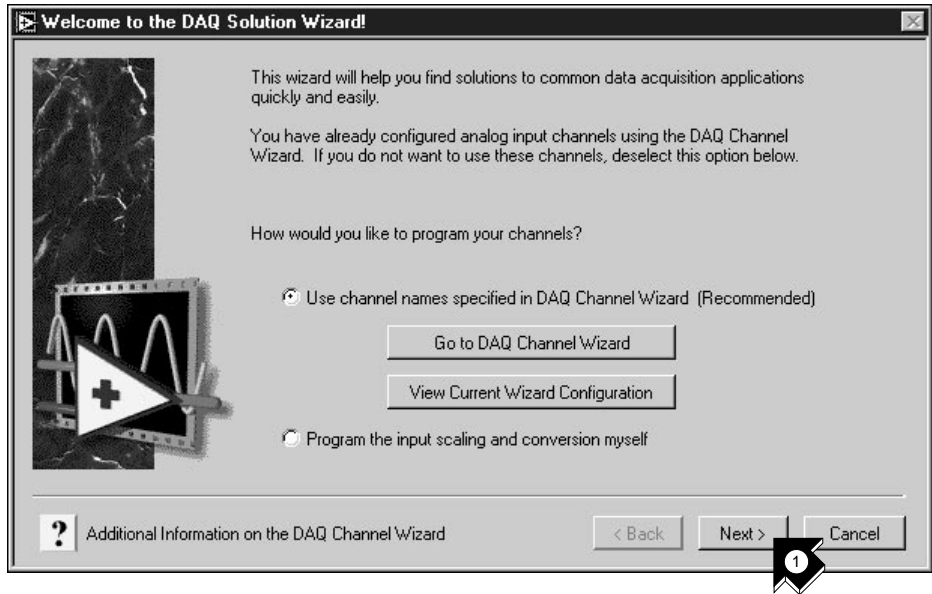 Welcome to the DAQ Solution Wizard!
This wizard will help you find solutions to common data acquisition applications
quickly and easily.
You have already configured analog input channels using the DAQ Channel
Wizard. If you do not want to use these channels, deselect this option below.
How would you like to program your channels?
Use channel names specified in DAQ Channel Wizard (Recommended)
Go to DAQ Channel Wizard
View Current Wizard Configuration
Program the input scaling and conversion myself
? Additional Information on the DAQ Channel Wizard
< Back Next > Cancel
1